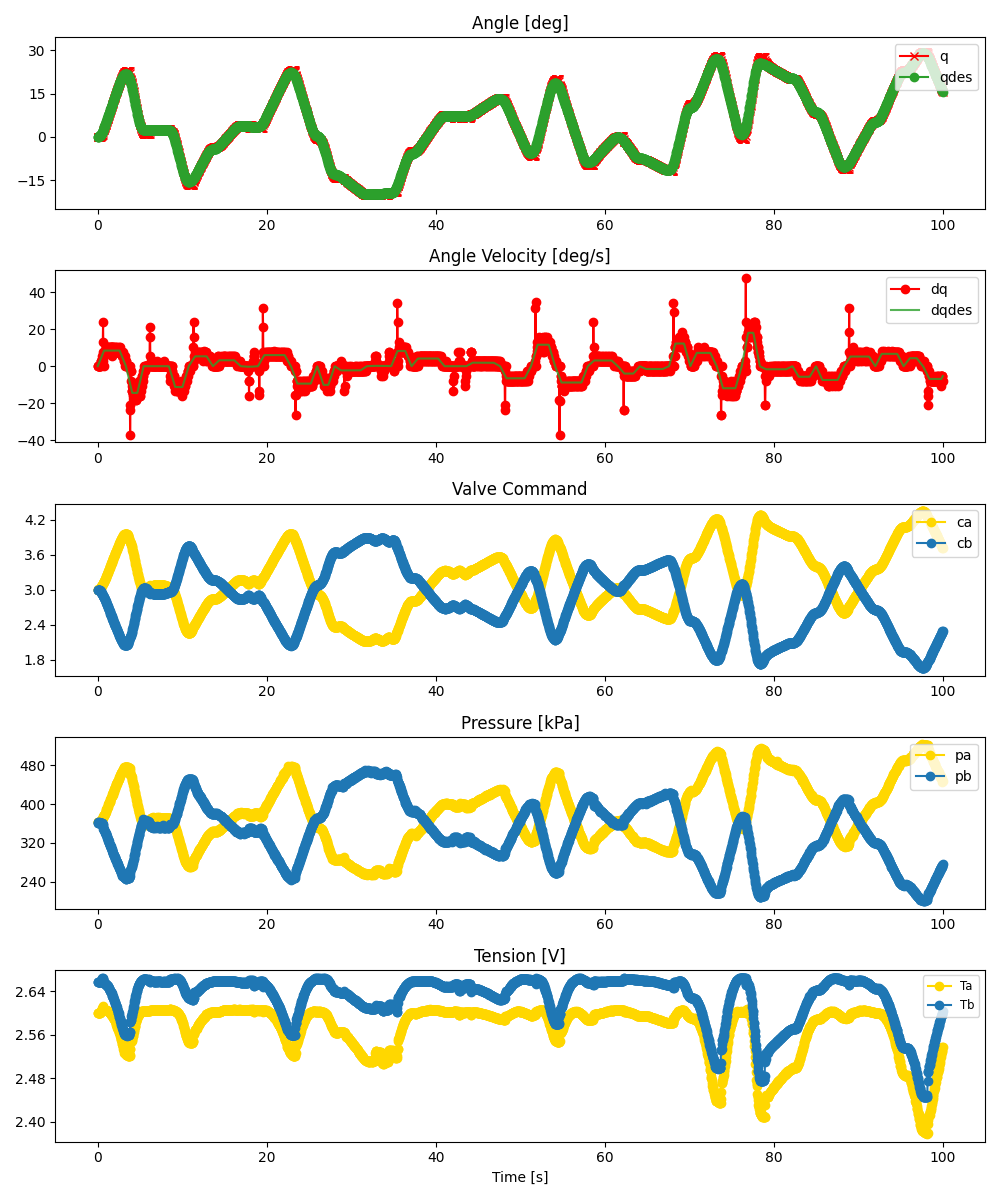 Angle [deg]
30
15
0
−15
q
qdes
0 20 40 60 80 100
Angle Velocity [deg/s]
40
20
0
−20
−40
dq
dqdes
0 20 40 60 80 100
Valve Command
4.2
3.6
3.0
2.4
1.8
ca
cb
0 20 40 60 80 100
Pressure [kPa]
480
400
320
240
pa
pb
0 20 40 60 80 100
Tension [V]
2.64
2.56
2.48
2.40
Ta
Tb
0 20 40 60 80 100
Time [s]